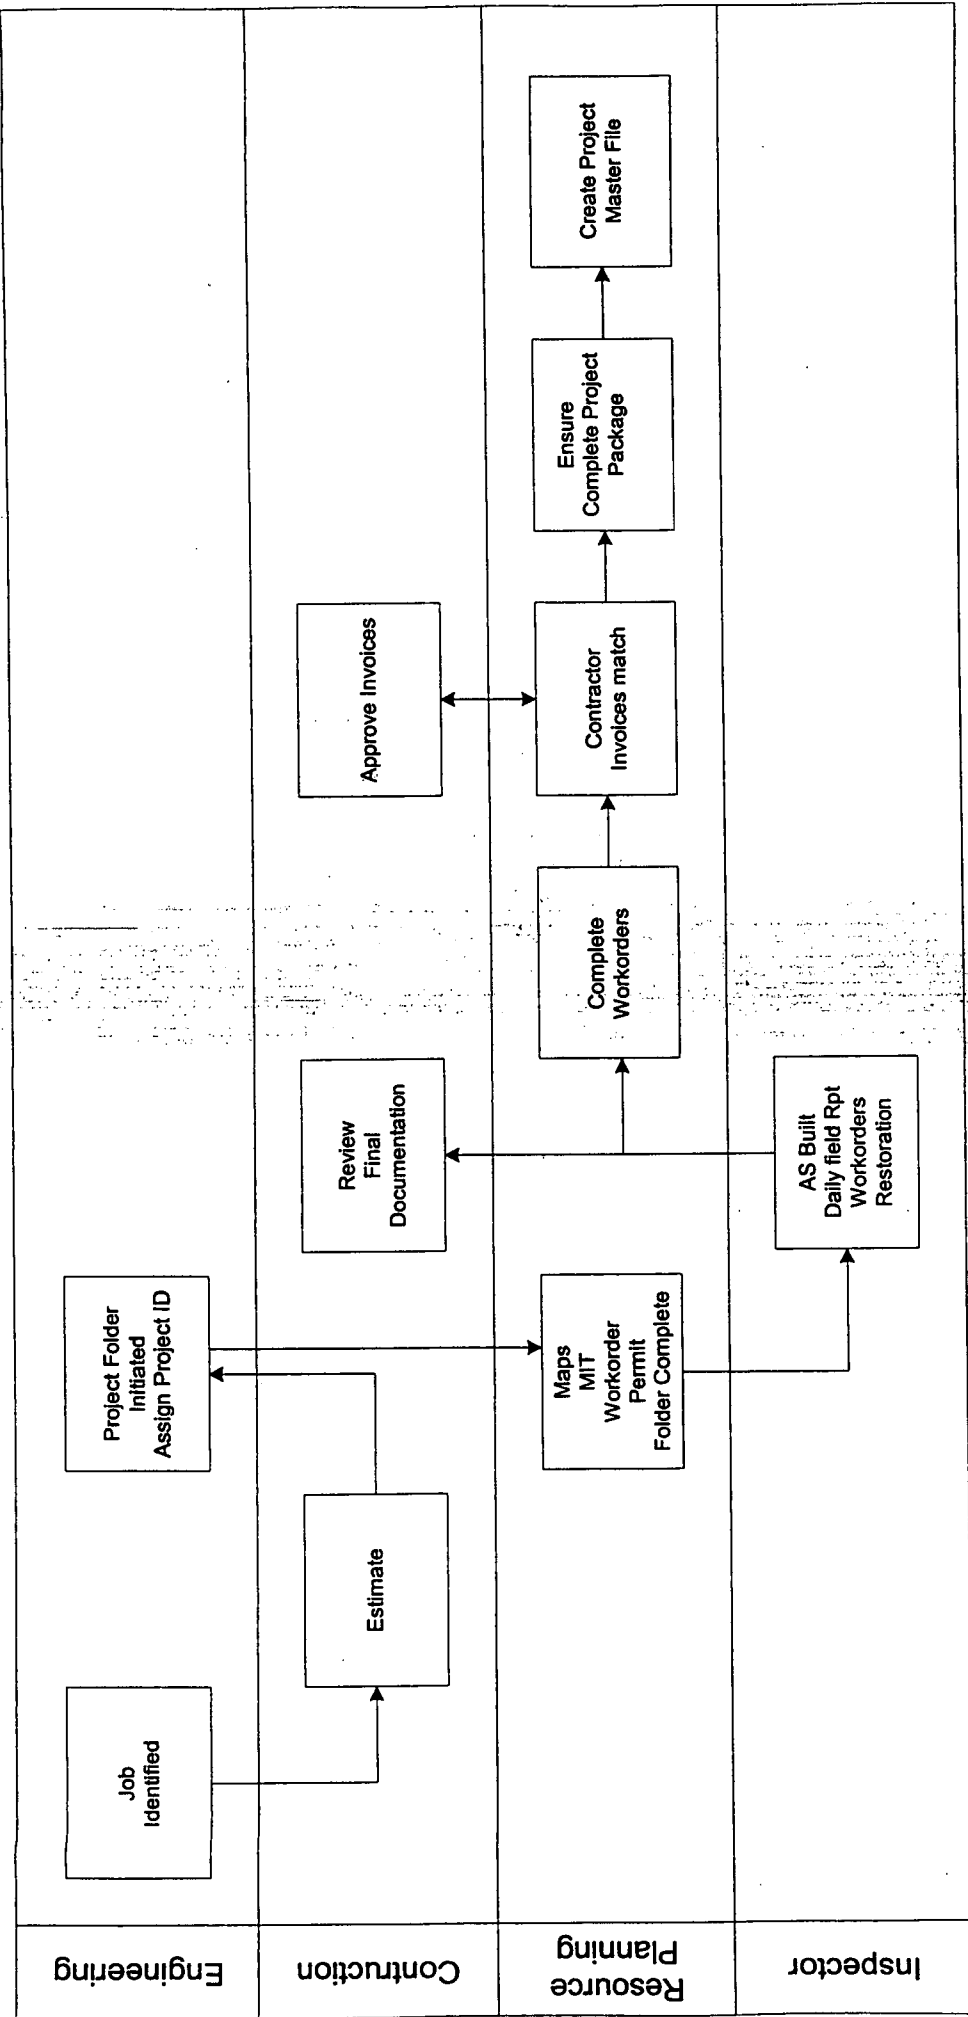 Engineering
Job
Identified
Project Folder
Initiated
Assign Project ID
Contruction
Estimate
Review
Final
Documentation
Approve Invoices
Resource
Planning
Maps
MIT
Workorder
Permit
Folder Complete
Complete
Workorders
Contractor
Invoices match
Ensure
Complete Project
Package
Create Project
Master File
Inspector
AS Built
Daily field Rpt
Workorders
Restoration